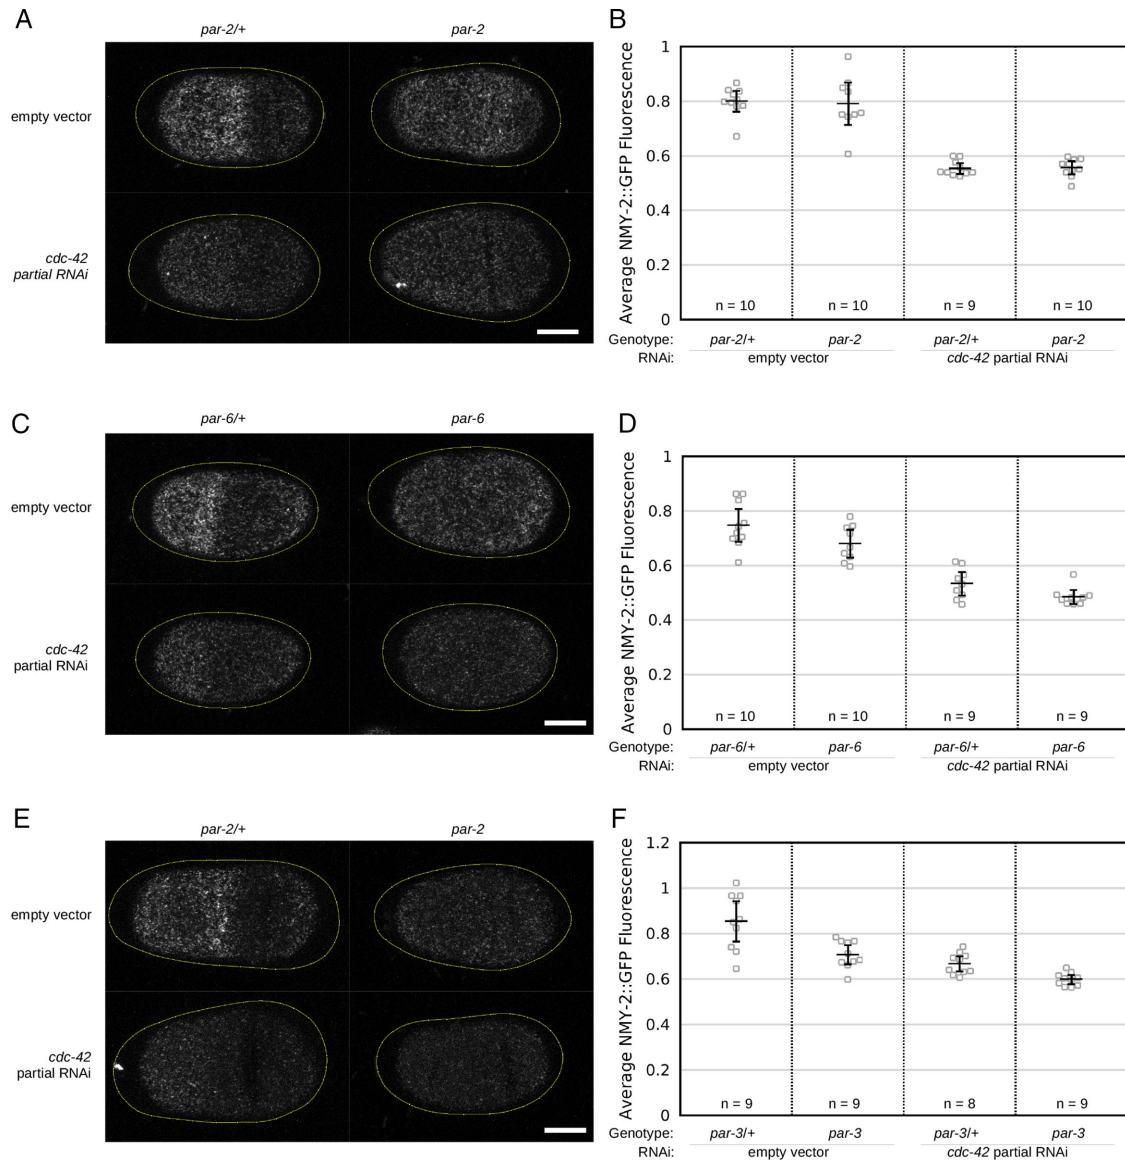 A
par-2/+ par-2
empty vector
cdc-42
partial RNAi
B
Average NMY-2::GFP Fluorescence
1
0.8
0.6
0.4
0.2
0
n = 10 n = 10 n = 9 n = 10
Genotype: par-2/+ par-2 par-2/+ par-2
RNAi: empty vector cdc-42 partial RNAi
C
par-6/+ par-6
empty vector
cdc-42
partial RNAi
D
Average NMY-2::GFP Fluorescence
1
0.8
0.6
0.4
0.2
0
n = 10 n = 10 n = 9 n = 9
Genotype: par-6/+ par-6 par-6/+ par-6
RNAi: empty vector cdc-42 partial RNAi
E
par-2/+ par-2
empty vector
cdc-42
partial RNAi
F
Average NMY-2::GFP Fluorescence
1.2
1
0.8
0.6
0.4
0.2
0
n = 9 n = 9 n = 8 n = 9
Genotype: par-3/+ par-3 par-3/+ par-3
RNAi: empty vector cdc-42 partial RNAi